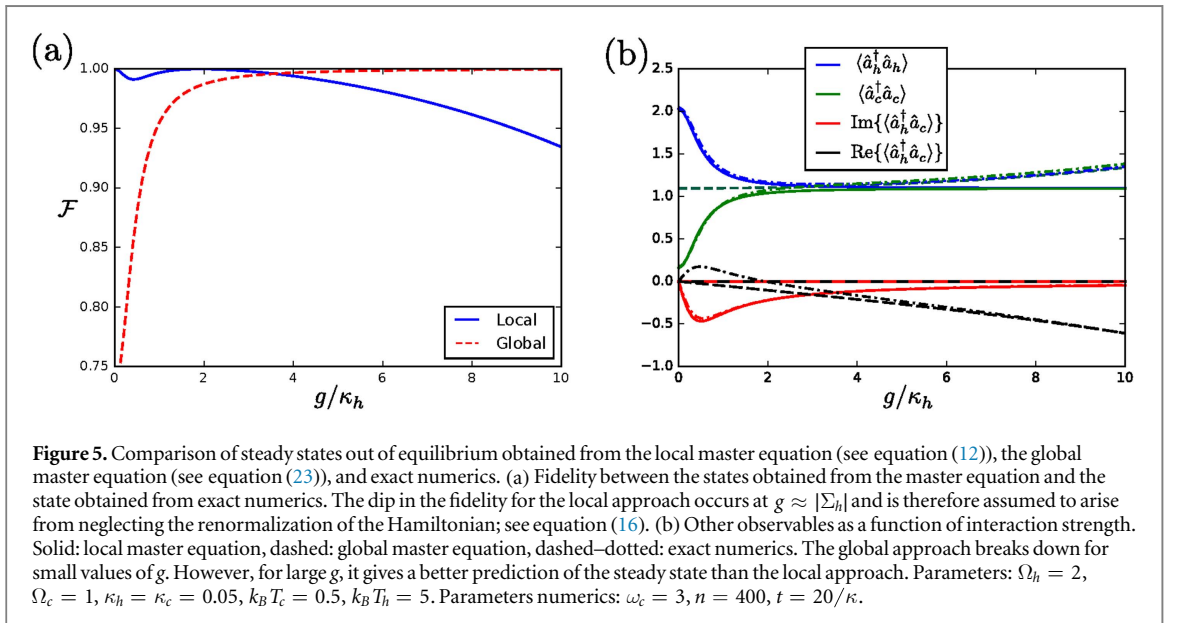 (a)
(b)
1.00
0.95
0.90
0.85
0.80
0.75
F
0 2 4 6 8 10
g/κ_h
Local
Global
⟨â_h^† â_h⟩
⟨â_c^† â_c⟩
Im{⟨â_h^† â_c⟩}
Re{⟨â_h^† â_c⟩}
2.5
2.0
1.5
1.0
0.5
0.0
−0.5
−1.0
0 2 4 6 8 10
g/κ_h
Figure 5. Comparison of steady states out of equilibrium obtained from the local master equation (see equation (12)), the global
master equation (see equation (23)), and exact numerics. (a) Fidelity between the states obtained from the master equation and the
state obtained from exact numerics. The dip in the fidelity for the local approach occurs at g ≈ |Σ_h| and is therefore assumed to arise
from neglecting the renormalization of the Hamiltonian; see equation (16). (b) Other observables as a function of interaction strength.
Solid: local master equation, dashed: global master equation, dashed–dotted: exact numerics. The global approach breaks down for
small values of g. However, for large g, it gives a better prediction of the steady state than the local approach. Parameters: Ω_h = 2,
Ω_c = 1, κ_h = κ_c = 0.05, k_B T_c = 0.5, k_B T_h = 5. Parameters numerics: ω_c = 3, n = 400, t = 20/κ.